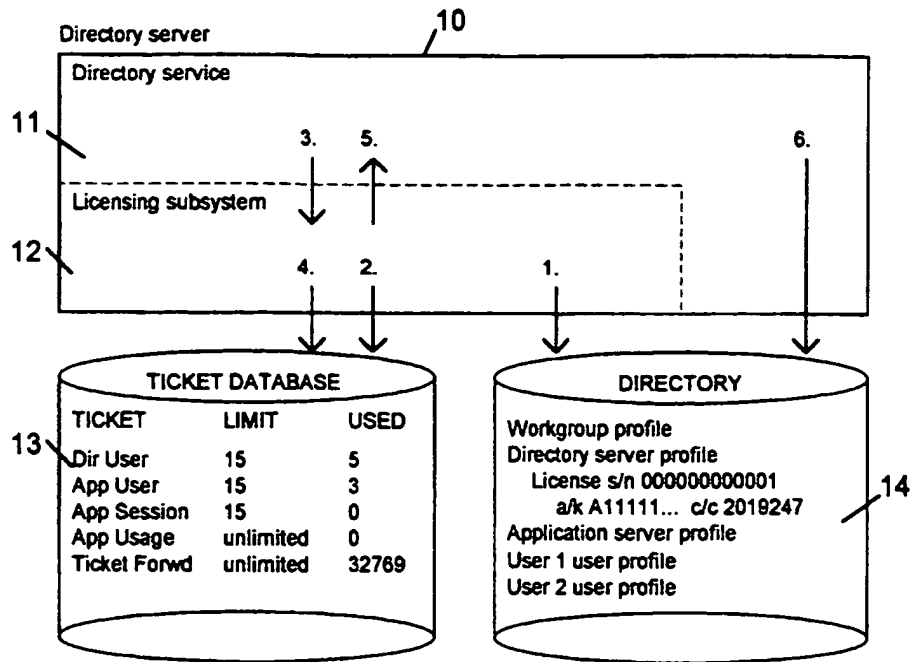 10
Directory server
Directory service
11
3. 5. 6.
Licensing subsystem
12
4. 2. 1.
TICKET DATABASE
TICKET LIMIT USED
13
Dir User 15 5
App User 15 3
App Session 15 0
App Usage unlimited 0
Ticket Forwd unlimited 32769
DIRECTORY
Workgroup profile
Directory server profile
License s/n 000000000001
a/k A11111... c/c 2019247
14
Application server profile
User 1 user profile
User 2 user profile